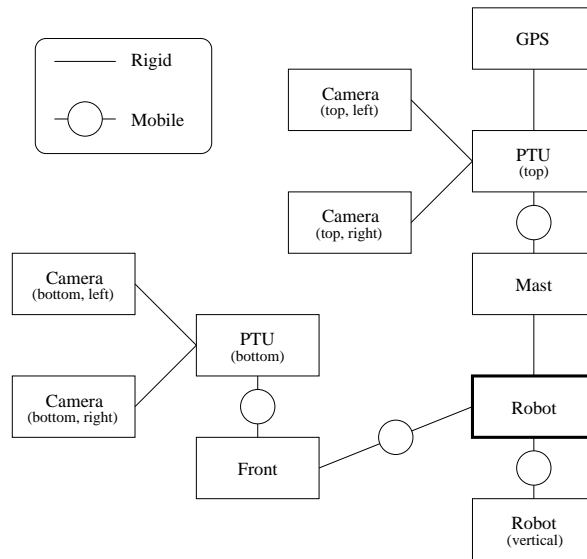 GPS
Rigid
Camera
(top, left)
Mobile
PTU
(top)
Camera
(top, right)
Camera
(bottom, left)
Mast
PTU
(bottom)
Camera
(bottom, right)
Robot
Front
Robot
(vertical)